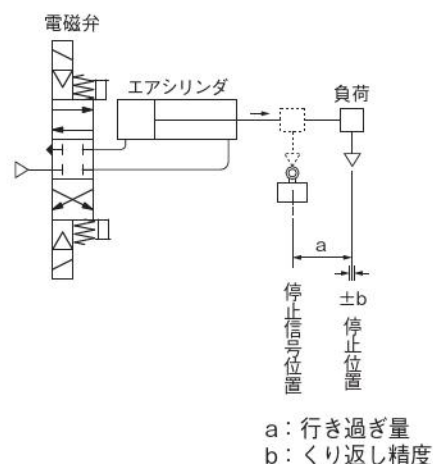 電磁弁
エアシリンダ
負荷
a
±b
停止信号位置
停止位置
a：行き過ぎ量
b：くり返し精度